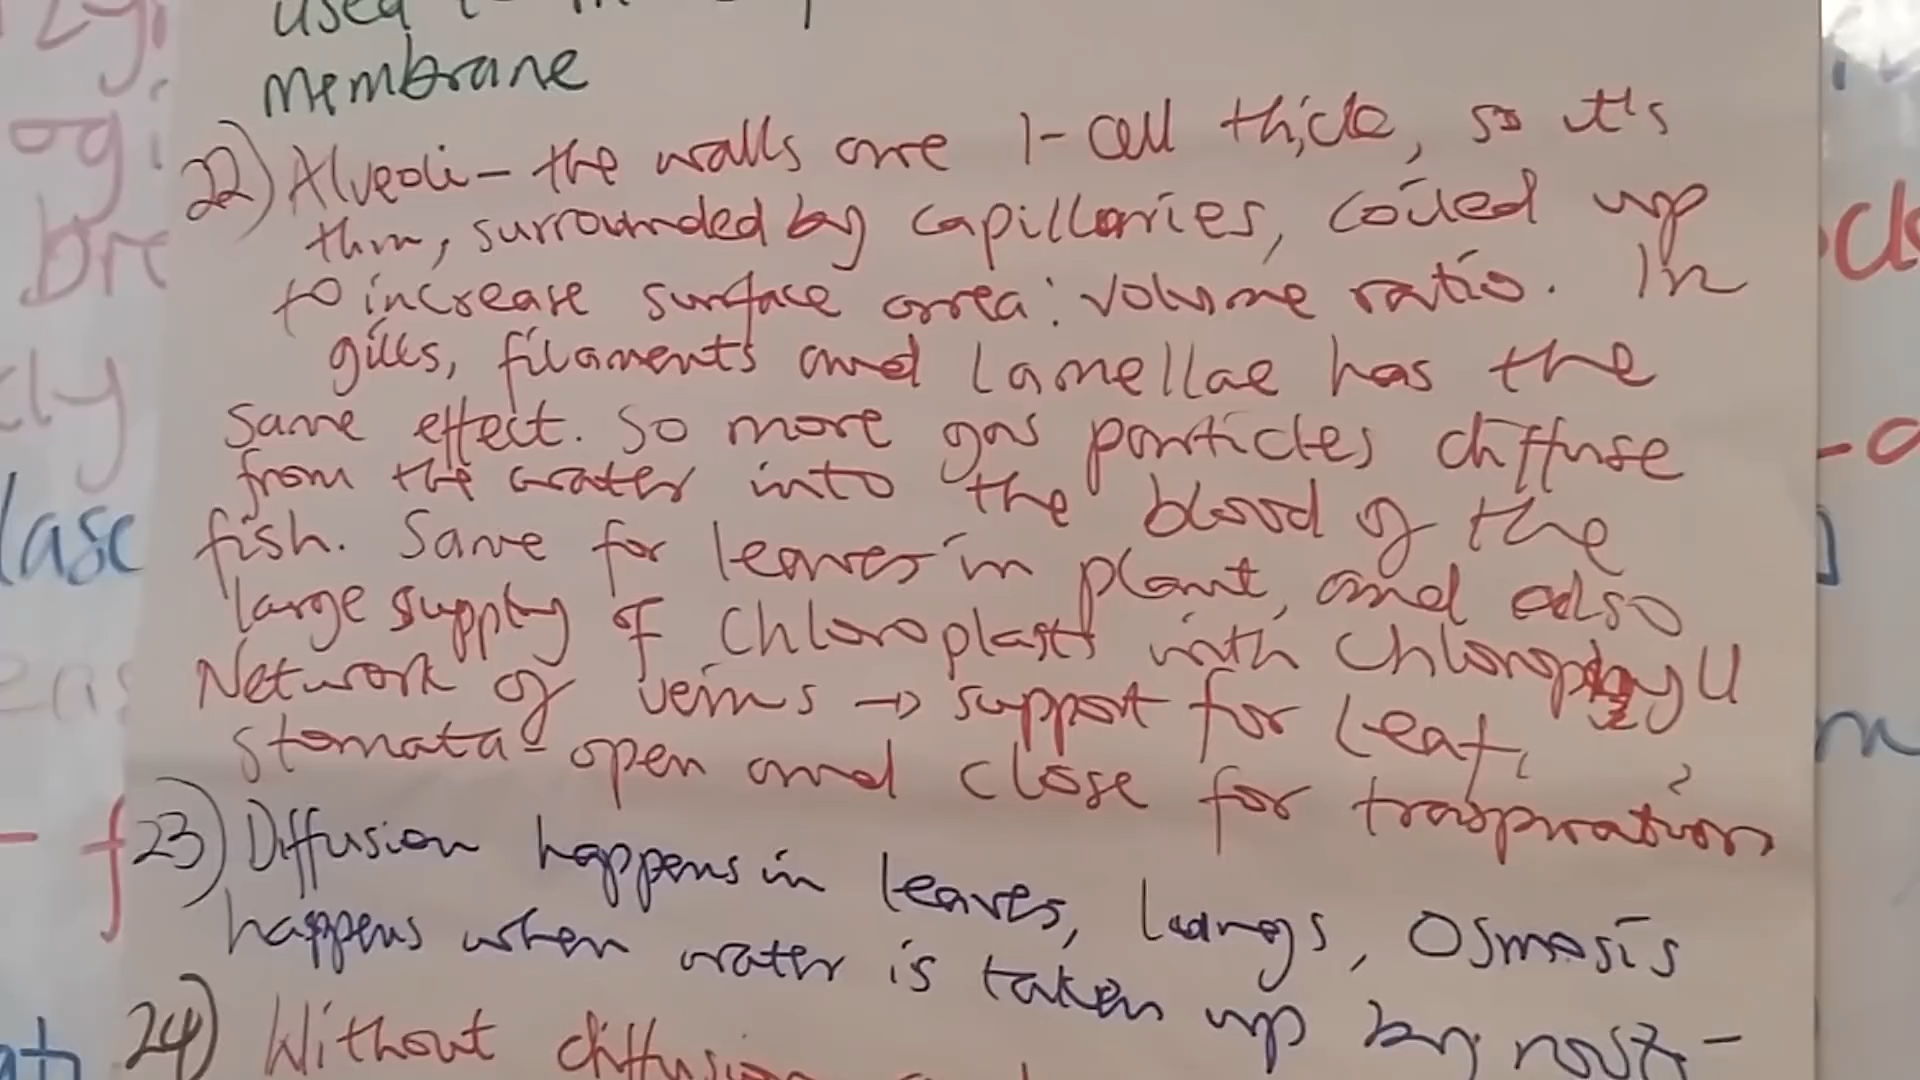 used to
membrane
22) Alveoli - the walls are 1-cell thick, so it's
thin, surrounded by capillaries, coiled up
to increase surface area: volume ratio. In
gills, filaments and lamellae has the
same effect. So more gas particles diffuse
from the water into the blood of the
fish. Same for leaves in plant, and also
large supply of chloroplasts with chlorophyll
Network of veins → support for leaf,
stomata - open and close for traspiration
23) Diffusion happens in leaves, lungs, osmosis
happens when water is taken up by roots -
24) Without diffusion